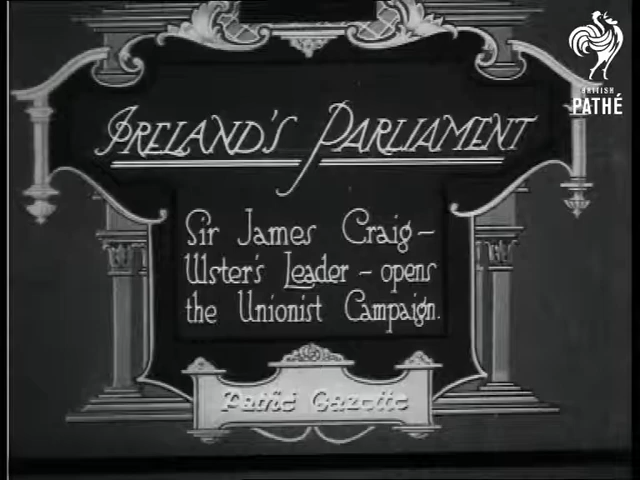 BRITISH
PATHÉ
IRELAND'S PARLIAMENT
Sir James Craig –
Ulster's Leader – opens
the Unionist Campaign.
Pathé Gazette